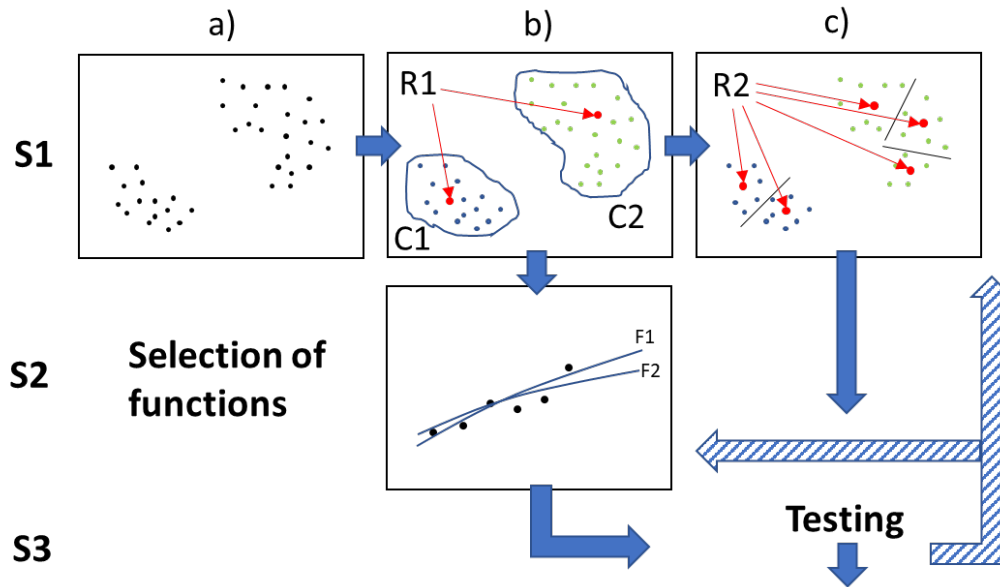 a)
b)
c)
S1
R1
C1
C2
R2
S2
Selection of
functions
F1
F2
S3
Testing